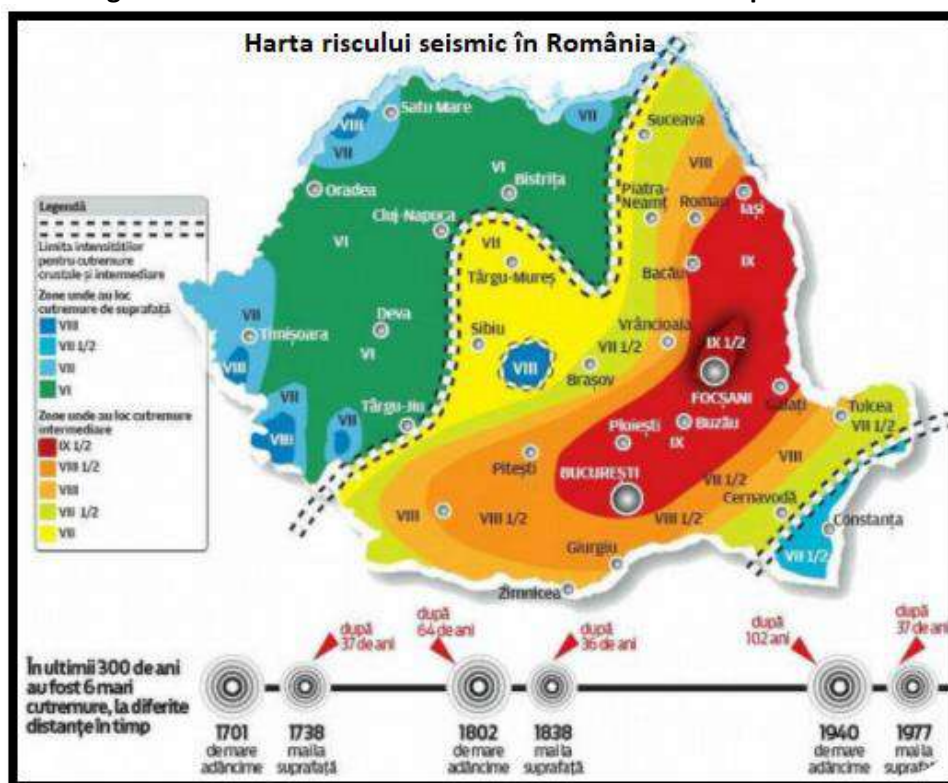 Harta riscului seismic în România
Satu Mare
VIII
VII
VII
Suceava
VI
Bistrița
VIII
Oradea
Piatra-
Neamț
Roman
Iași
Cluj-Napoca
VI
VII
Târgu-Mureș
Bacău
IX
Legendă
Limita intensităților
pentru cutremure
crustale și intermediare
Zone unde au loc
cutremure de suprafață
VIII
VII 1/2
VII
VI
Zone unde au loc cutremure
intermediare
IX 1/2
VIII 1/2
VIII
VII 1/2
VII
VII
Timișoara
VIII
Deva
VI
Sibiu
VIII
Vrâncioaia
VII 1/2
Brașov
IX 1/2
FOCȘANI
Galați
Tulcea
VII 1/2
VII
VIII
VII
Târgu-Jiu
Ploiești
Buzău
IX
Pitești
BUCUREȘTI
VIII
VII 1/2
Cernavodă
Constanța
VII 1/2
VIII
VIII 1/2
VIII 1/2
Giurgiu
Zimnicea
după
37 de ani
după
64 de ani
după
36 de ani
după
102 ani
după
37 de ani
În ultimii 300 de ani
au fost 6 mari
cutremure, la diferite
distanțe în timp
1701
de mare
adâncime
1738
mai la
suprafață
1802
de mare
adâncime
1838
mai la
suprafață
1940
de mare
adâncime
1977
mai la
suprafaț